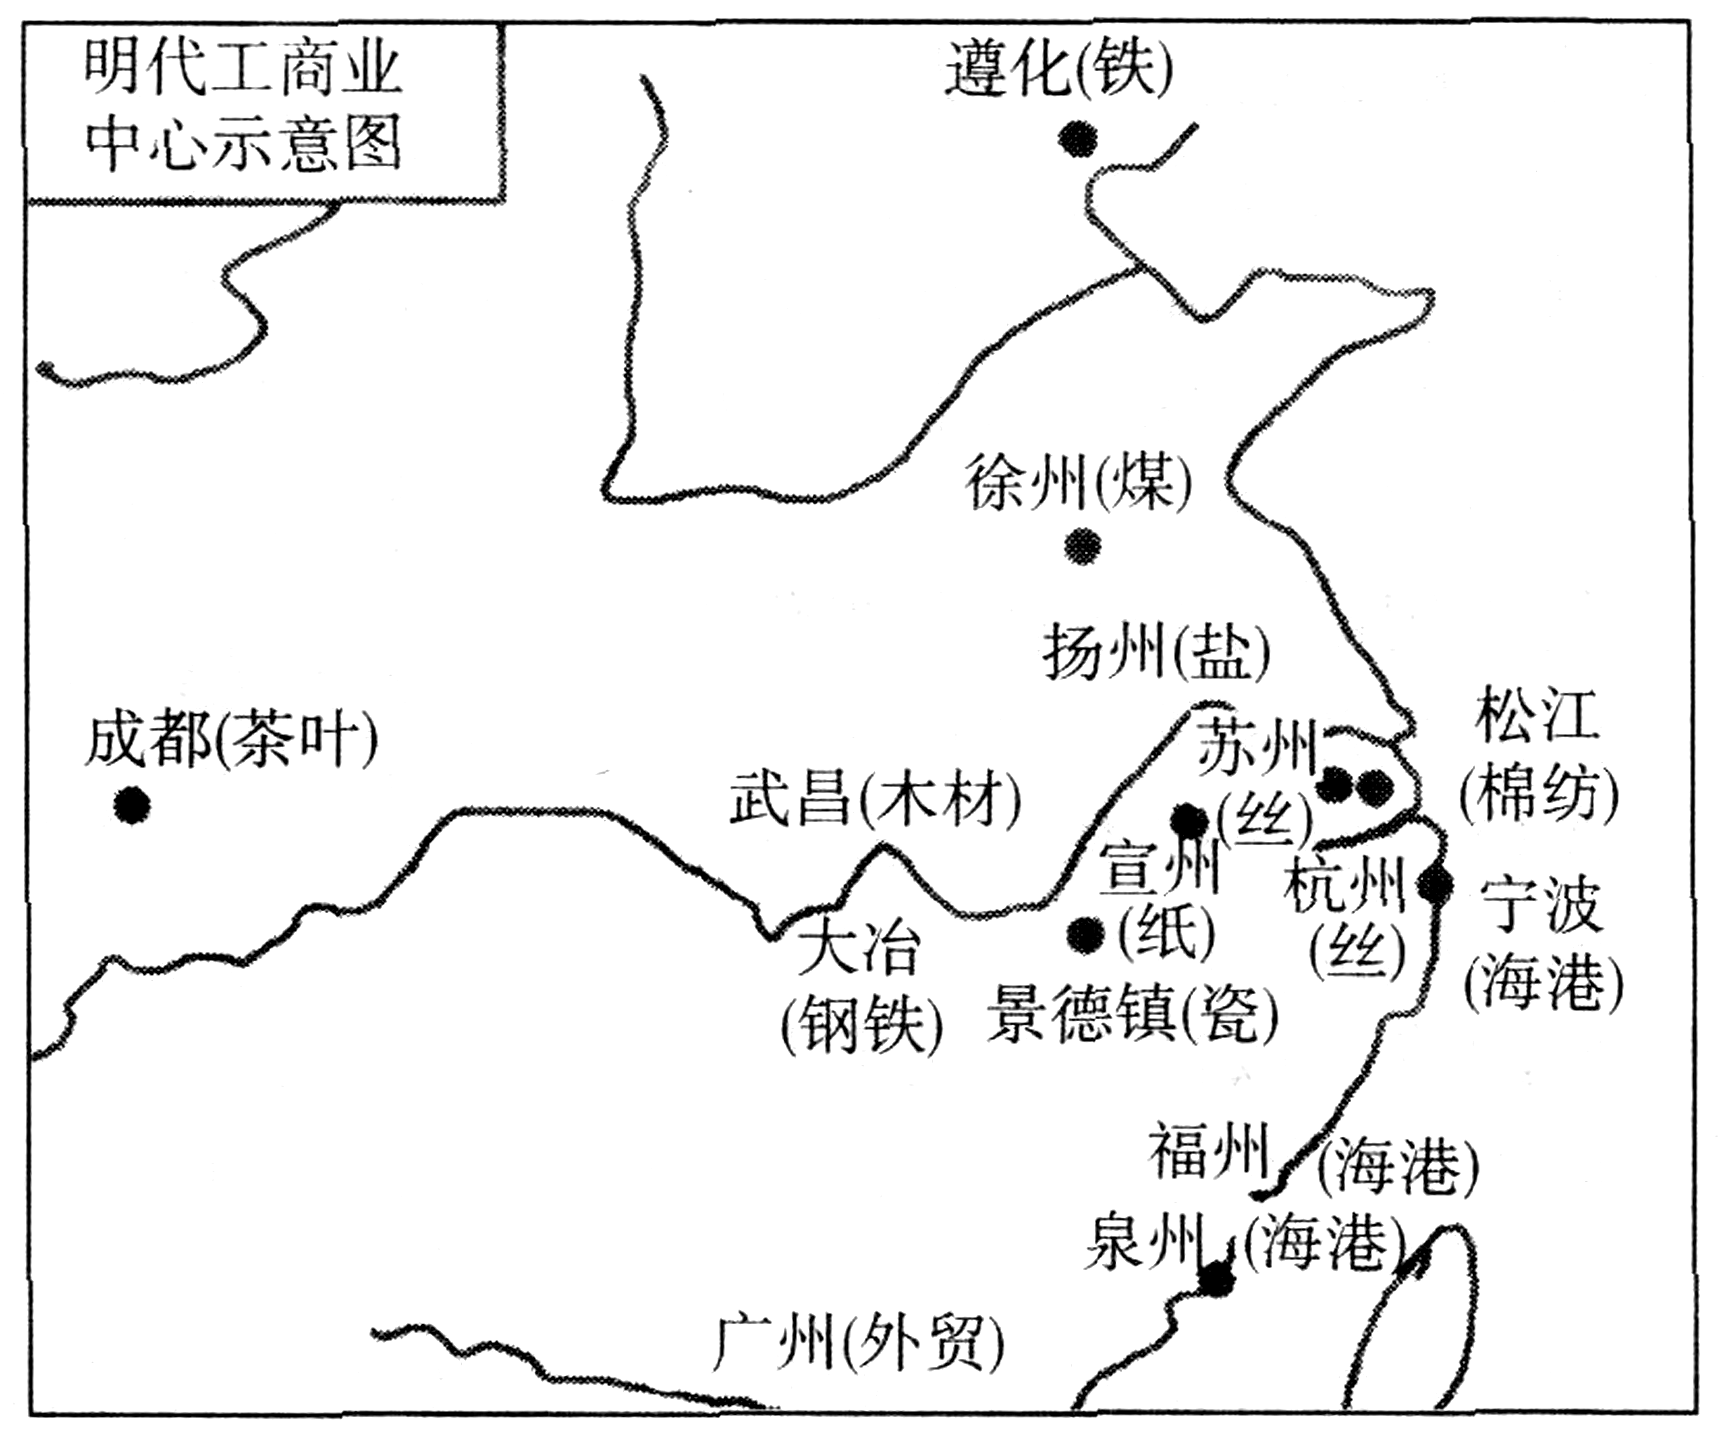 明代工商业
中心示意图
遵化(铁)
徐州(煤)
扬州(盐)
成都(茶叶)
武昌(木材)
苏州
(丝)
松江
(棉纺)
宣州
(纸)
杭州
(丝)
宁波
(海港)
大冶
(钢铁)
景德镇(瓷)
福州(海港)
泉州(海港)
广州(外贸)